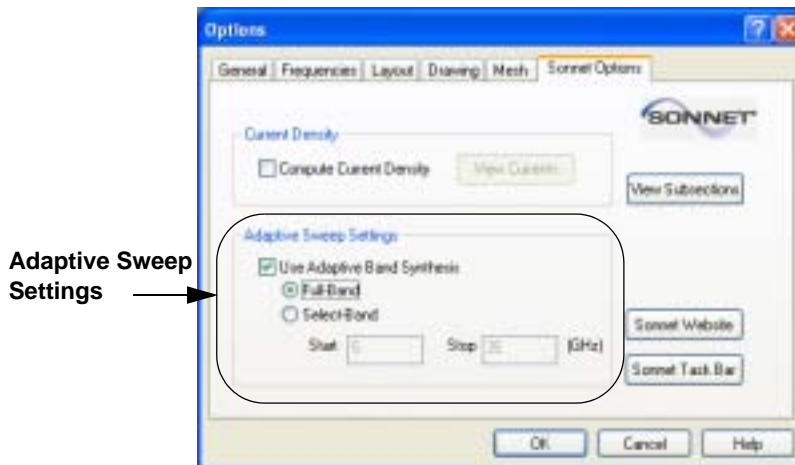 Options
General Frequencies Layout Drawing Mesh Sonnet Options
SONNET
Current Density
Compute Current Density View Currents
View Subsections
Adaptive Sweep Settings
Adaptive Sweep Settings
Use Adaptive Band Synthesis
Full-Band
Select-Band
Start Stop (GHz)
Sonnet Website
Sonnet Task Bar
OK Cancel Help